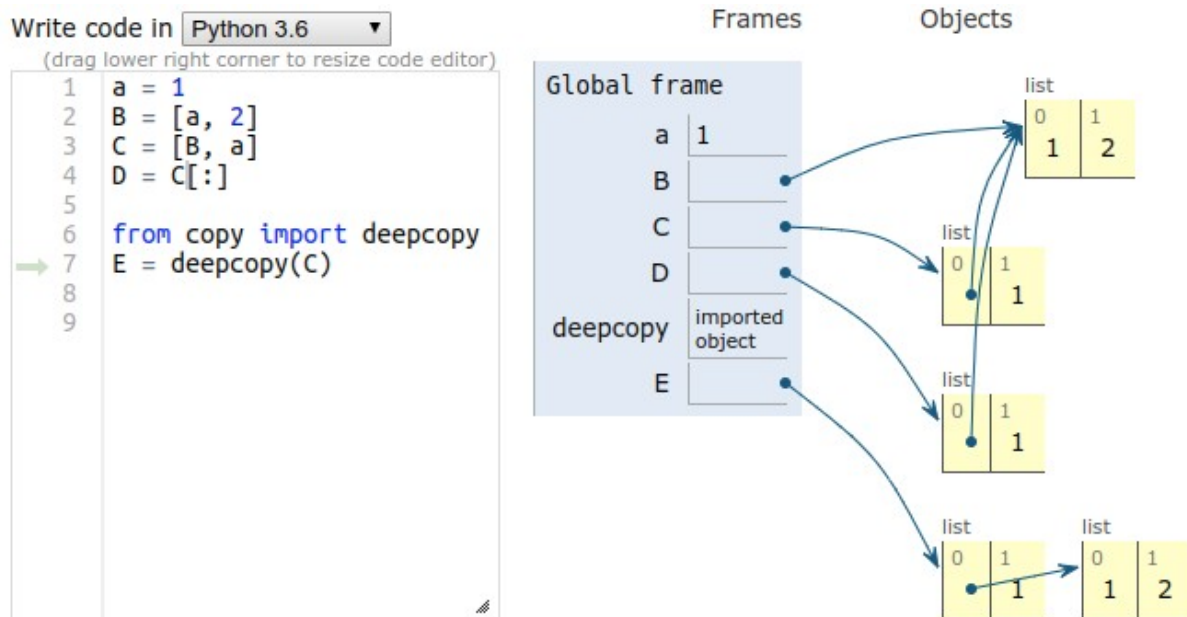 Write code in Python 3.6
(drag lower right corner to resize code editor)
1 a = 1
2 B = [a, 2]
3 C = [B, a]
4 D = C[:]
5
6 from copy import deepcopy
7 E = deepcopy(C)
8
9
Frames Objects
Global frame
a 1
B
C
D
deepcopy imported
object
E
list
0 1
1 2
list
0 1
1
list
0 1
1
list list
0 1 0 1
1 1 2